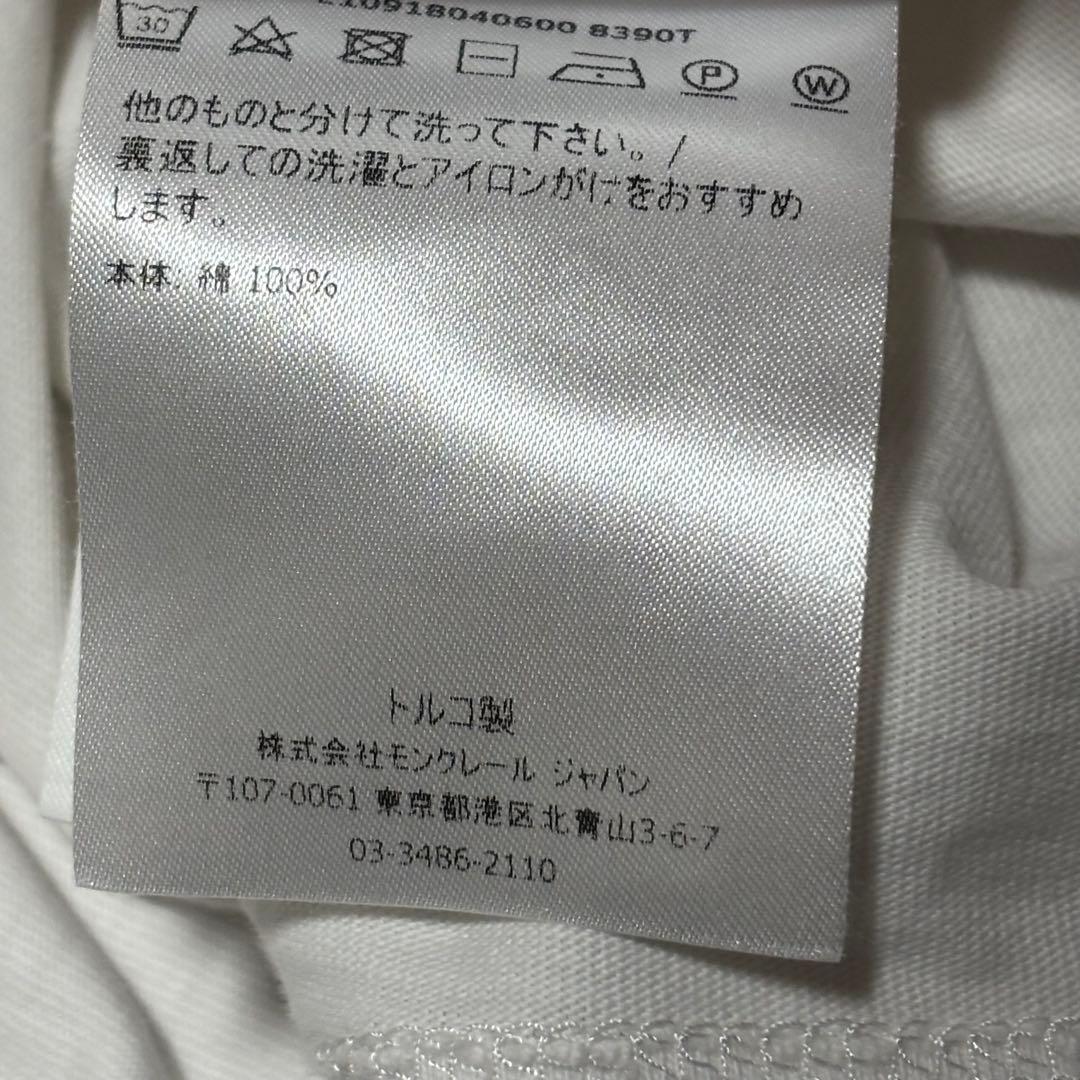 E10918040600 8390T
30
P W
他のものと分けて洗って下さい。/
裏返しての洗濯とアイロンがけをおすすめ
します。
本体: 綿 100%
トルコ製
株式会社モンクレール ジャパン
〒107-0061 東京都港区北青山3-6-7
03-3486-2110